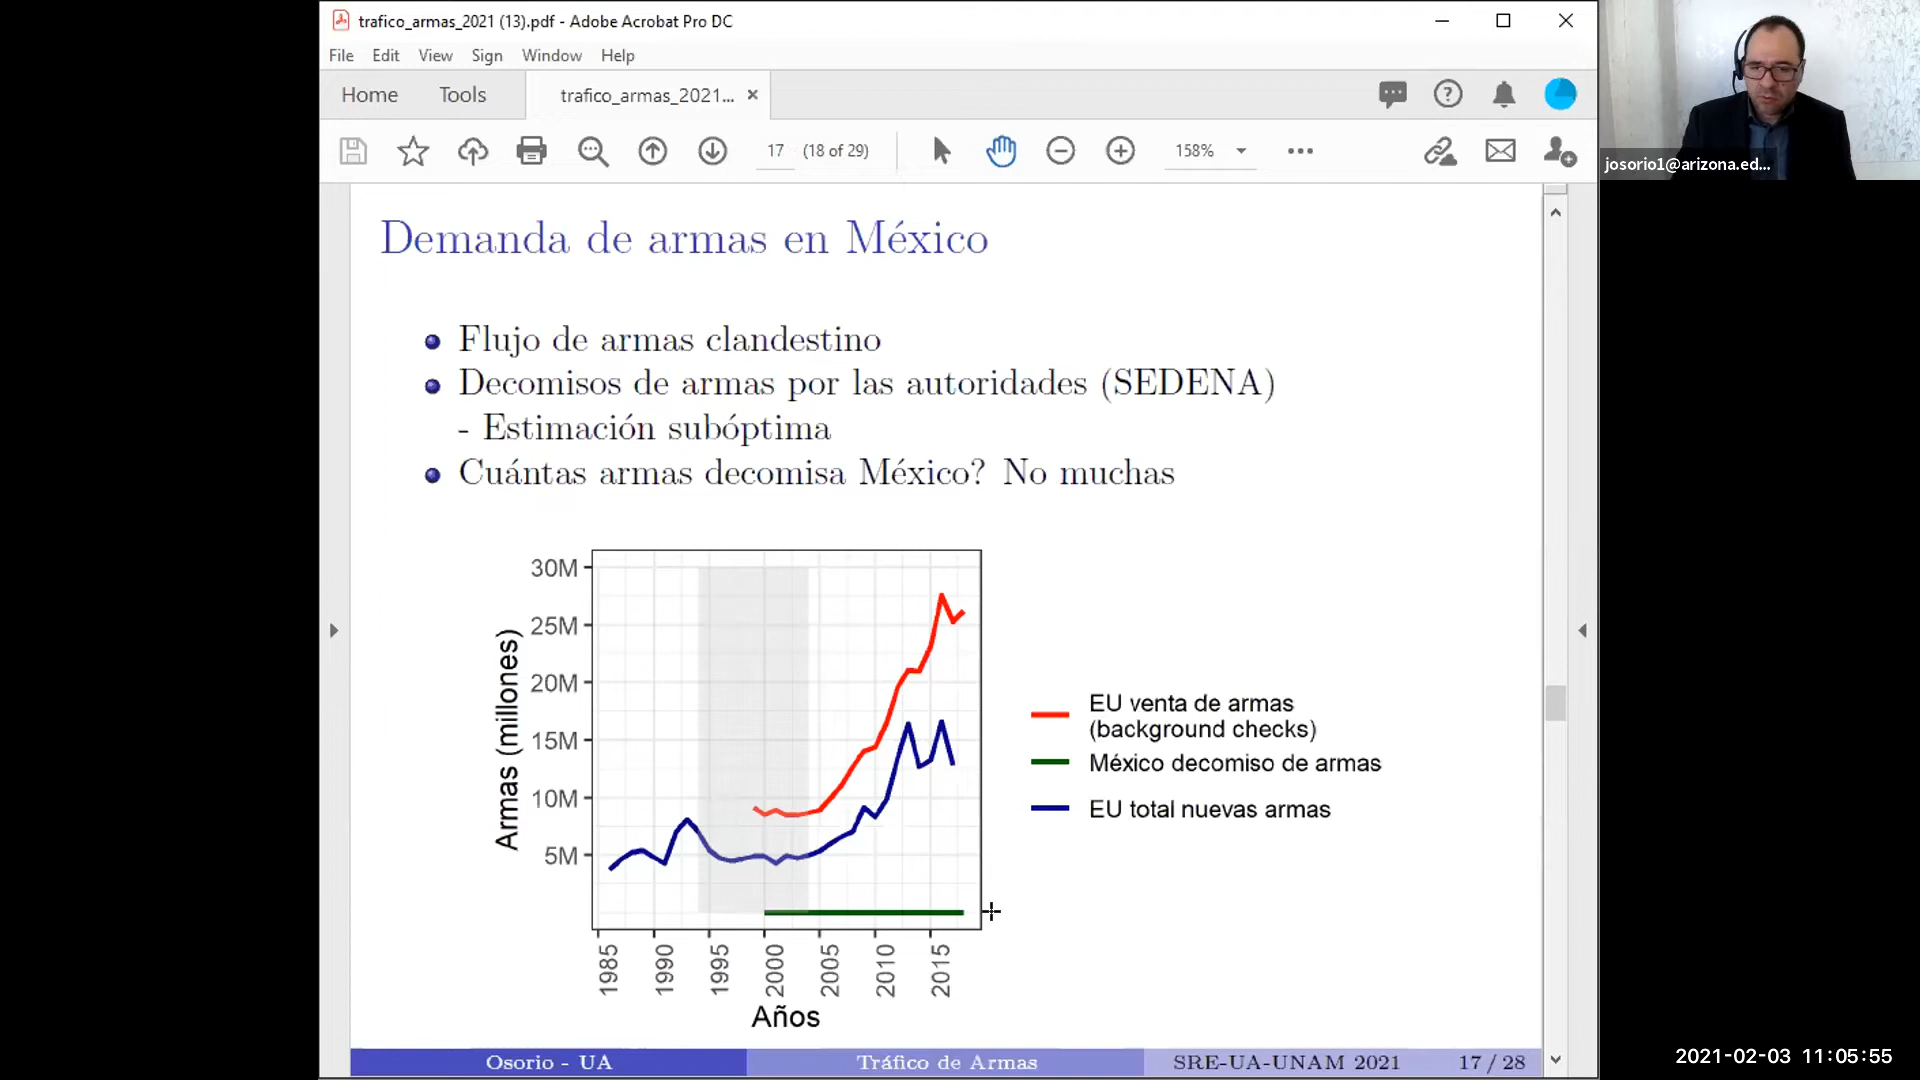 trafico_armas_2021 (13).pdf - Adobe Acrobat Pro DC
File Edit View Sign Window Help
Home Tools trafico_armas_2021... ×
17 (18 of 29) 158%
josorio1@arizona.ed...
Demanda de armas en México
Flujo de armas clandestino
Decomisos de armas por las autoridades (SEDENA)
- Estimación subóptima
Cuántas armas decomisa México? No muchas
30M
25M
20M
15M
10M
5M
Armas (millones)
1985 1990 1995 2000 2005 2010 2015
Años
EU venta de armas
(background checks)
México decomiso de armas
EU total nuevas armas
Osorio - UA Tráfico de Armas SRE-UA-UNAM 2021 17 / 28
2021-02-03 11:05:55